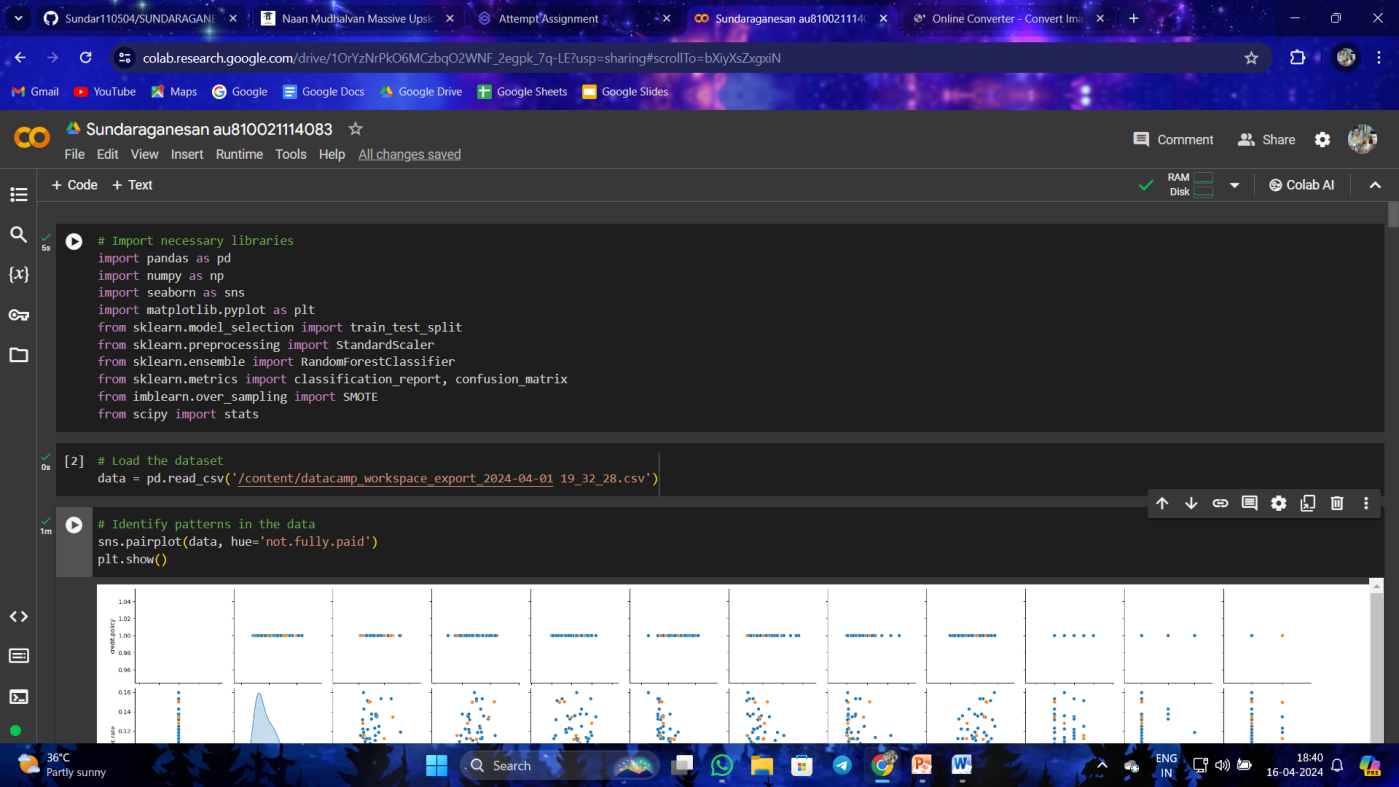 Sundar110504/SUNDARAGANE
Naan Mudhalvan Massive Upsk
Attempt Assignment
Sundaraganesan au8100211140
Online Converter - Convert Ima
colab.research.google.com/drive/1OrYzNrPkO6MCzbqO2WNF_2egpk_7q-LE?usp=sharing#scrollTo=bXiyXsZxgxiN
Gmail YouTube Maps Google Google Docs Google Drive Google Sheets Google Slides
Sundaraganesan au810021114083
Comment Share
File Edit View Insert Runtime Tools Help All changes saved
+ Code + Text
RAM
Disk
Colab AI
{x}
5s
# Import necessary libraries
import pandas as pd
import numpy as np
import seaborn as sns
import matplotlib.pyplot as plt
from sklearn.model_selection import train_test_split
from sklearn.preprocessing import StandardScaler
from sklearn.ensemble import RandomForestClassifier
from sklearn.metrics import classification_report, confusion_matrix
from imblearn.over_sampling import SMOTE
from scipy import stats
0s
[2] # Load the dataset
data = pd.read_csv('/content/datacamp_workspace_export_2024-04-01 19_32_28.csv')
1m
# Identify patterns in the data
sns.pairplot(data, hue='not.fully.paid')
plt.show()
credit.policy
1.04
1.02
1.00
0.98
0.96
0.16
0.14
0.12
36°C
Partly sunny
Search
ENG
IN
18:40
16-04-2024
PRE